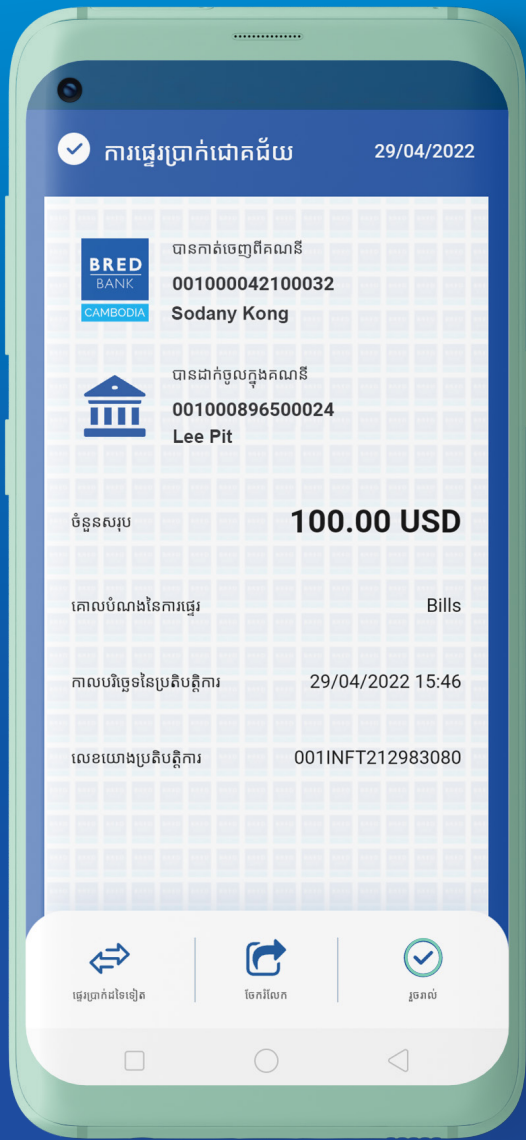 ការផ្ទេរប្រាក់ជោគជ័យ 29/04/2022
BRED
BANK
CAMBODIA
បានកាត់ចេញពីគណនី
001000042100032
Sodany Kong
បានដាក់ចូលក្នុងគណនី
001000896500024
Lee Pit
ចំនួនសរុប 100.00 USD
គោលបំណងនៃការផ្ទេរ Bills
កាលបរិច្ឆេទនៃប្រតិបត្តិការ 29/04/2022 15:46
លេខយោងប្រតិបត្តិការ 001INFT212983080
ផ្ទេរប្រាក់ដទៃទៀត ចែករំលែក រួចរាល់